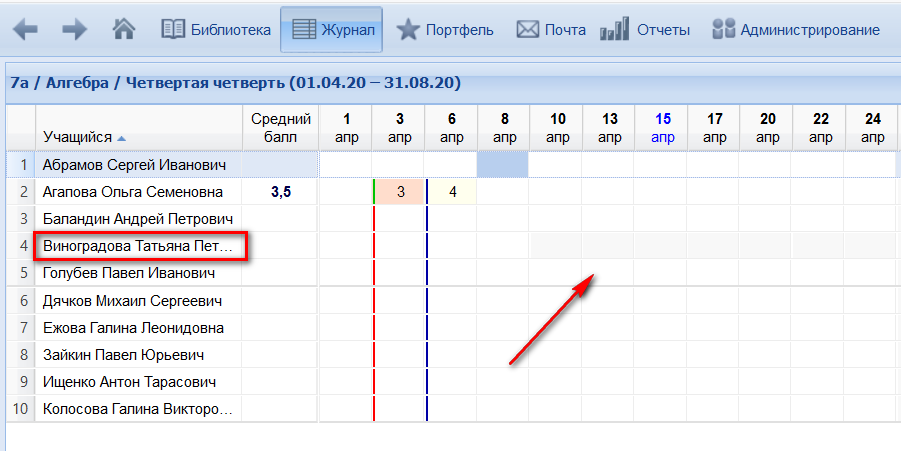 Библиотека Журнал Портфель Почта Отчеты Администрирование
7а / Алгебра / Четвертая четверть (01.04.20 – 31.08.20)
Учащийся Средний балл 1 апр 3 апр 6 апр 8 апр 10 апр 13 апр 15 апр 17 апр 20 апр 22 апр 24 апр
1 Абрамов Сергей Иванович
2 Агапова Ольга Семеновна 3,5 3 4
3 Баландин Андрей Петрович
4 Виноградова Татьяна Пет...
5 Голубев Павел Иванович
6 Дячков Михаил Сергеевич
7 Ежова Галина Леонидовна
8 Зайкин Павел Юрьевич
9 Ищенко Антон Тарасович
10 Колосова Галина Викторо...